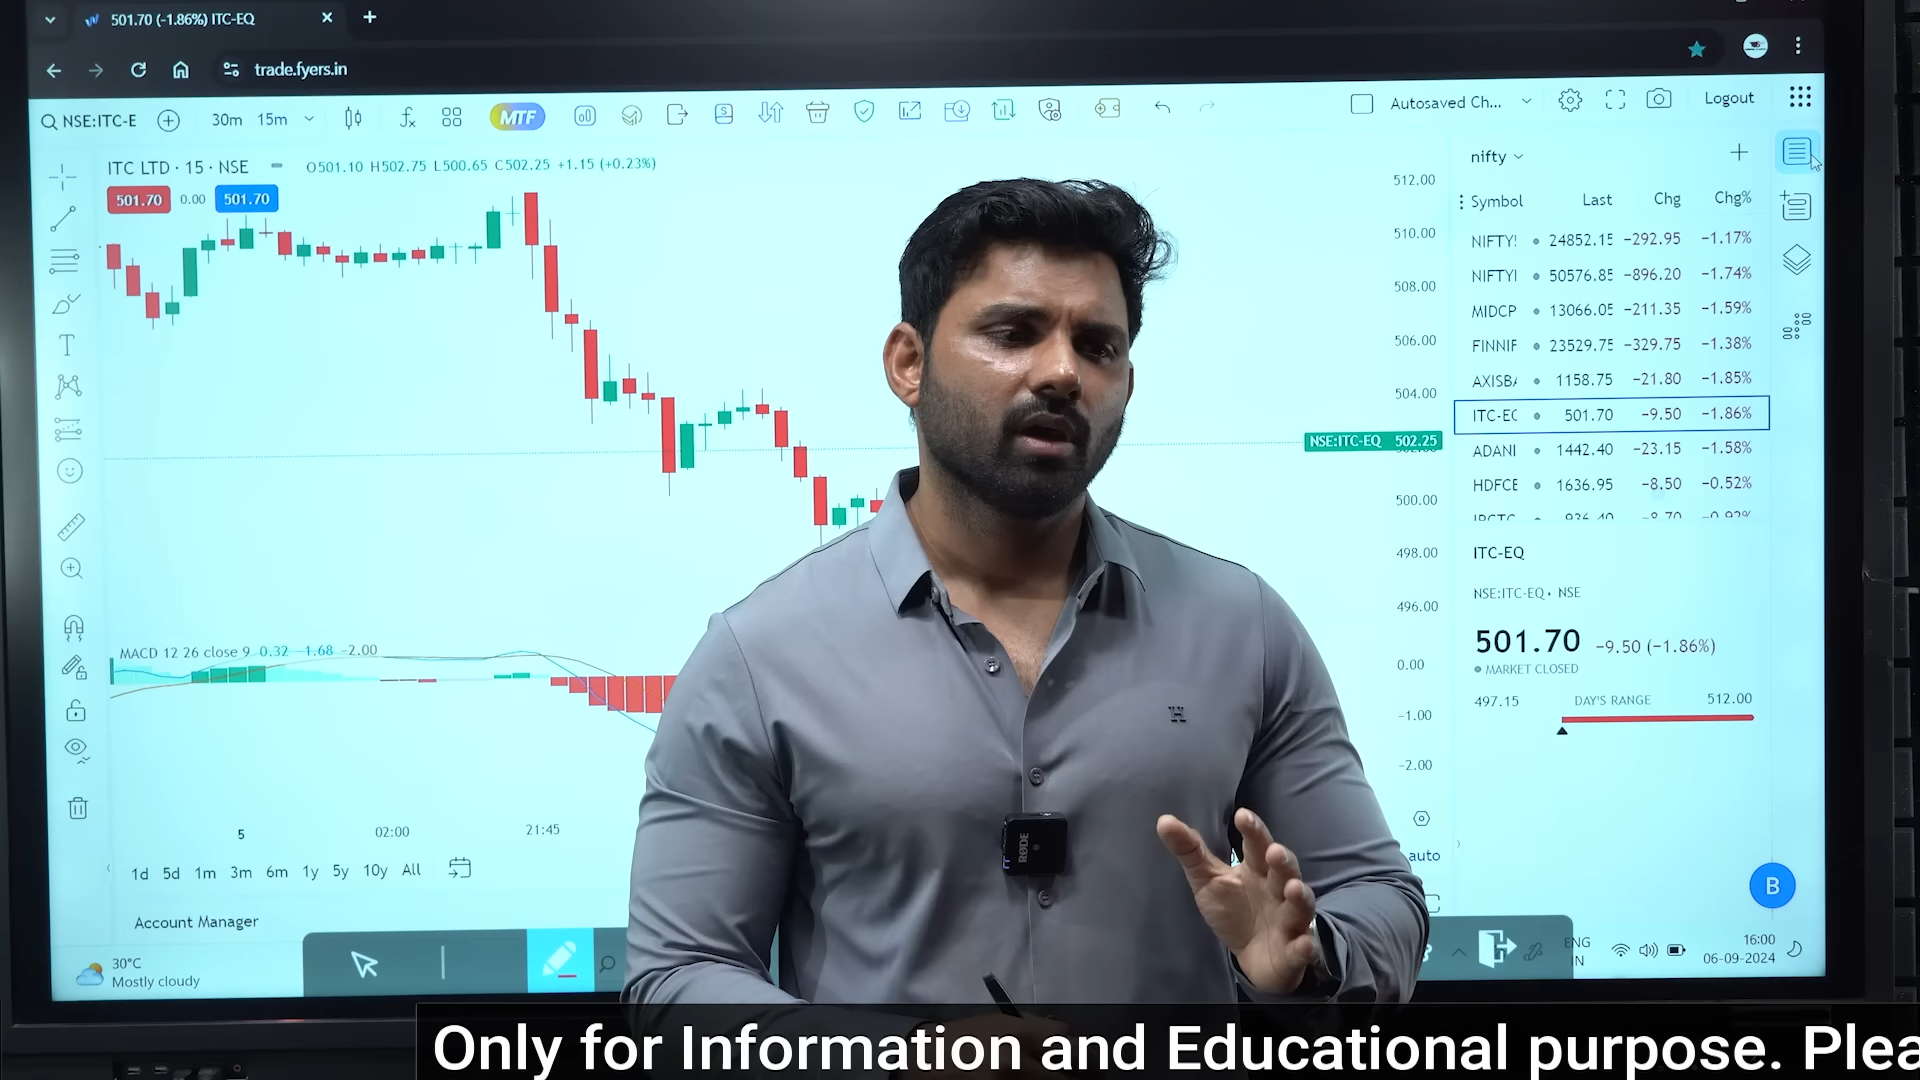 501.70 (-1.86%) ITC-EQ
trade.fyers.in
NSE:ITC-E 30m 15m MTF Autosaved Ch... Logout
ITC LTD · 15 · NSE O501.10 H502.75 L500.65 C502.25 +1.15 (+0.23%)
501.70 0.00 501.70
512.00
510.00
508.00
506.00
504.00
NSE:ITC-EQ 502.25
500.00
498.00
496.00
MACD 12 26 close 9 0.32 -1.68 -2.00
0.00
-1.00
-2.00
5 02:00 21:45
1d 5d 1m 3m 6m 1y 5y 10y All
auto
Account Manager
nifty
Symbol Last Chg Chg%
24852.15 -292.95 -1.17%
50576.85 -896.20 -1.74%
MIDCP 13066.05 -211.35 -1.59%
FINNIF 23529.75 -329.75 -1.38%
AXISBA 1158.75 -21.80 -1.85%
ITC-EC 501.70 -9.50 -1.86%
ADANI 1442.40 -23.15 -1.58%
HDFCE 1636.95 -8.50 -0.52%
936.40 -8.70 -0.92%
ITC-EQ
NSE:ITC-EQ • NSE
501.70 -9.50 (-1.86%)
MARKET CLOSED
497.15 DAY'S RANGE 512.00
B
30°C
Mostly cloudy
ENG
IN
16:00
06-09-2024
RØDE
H
Only for Information and Educational purpose. Plea